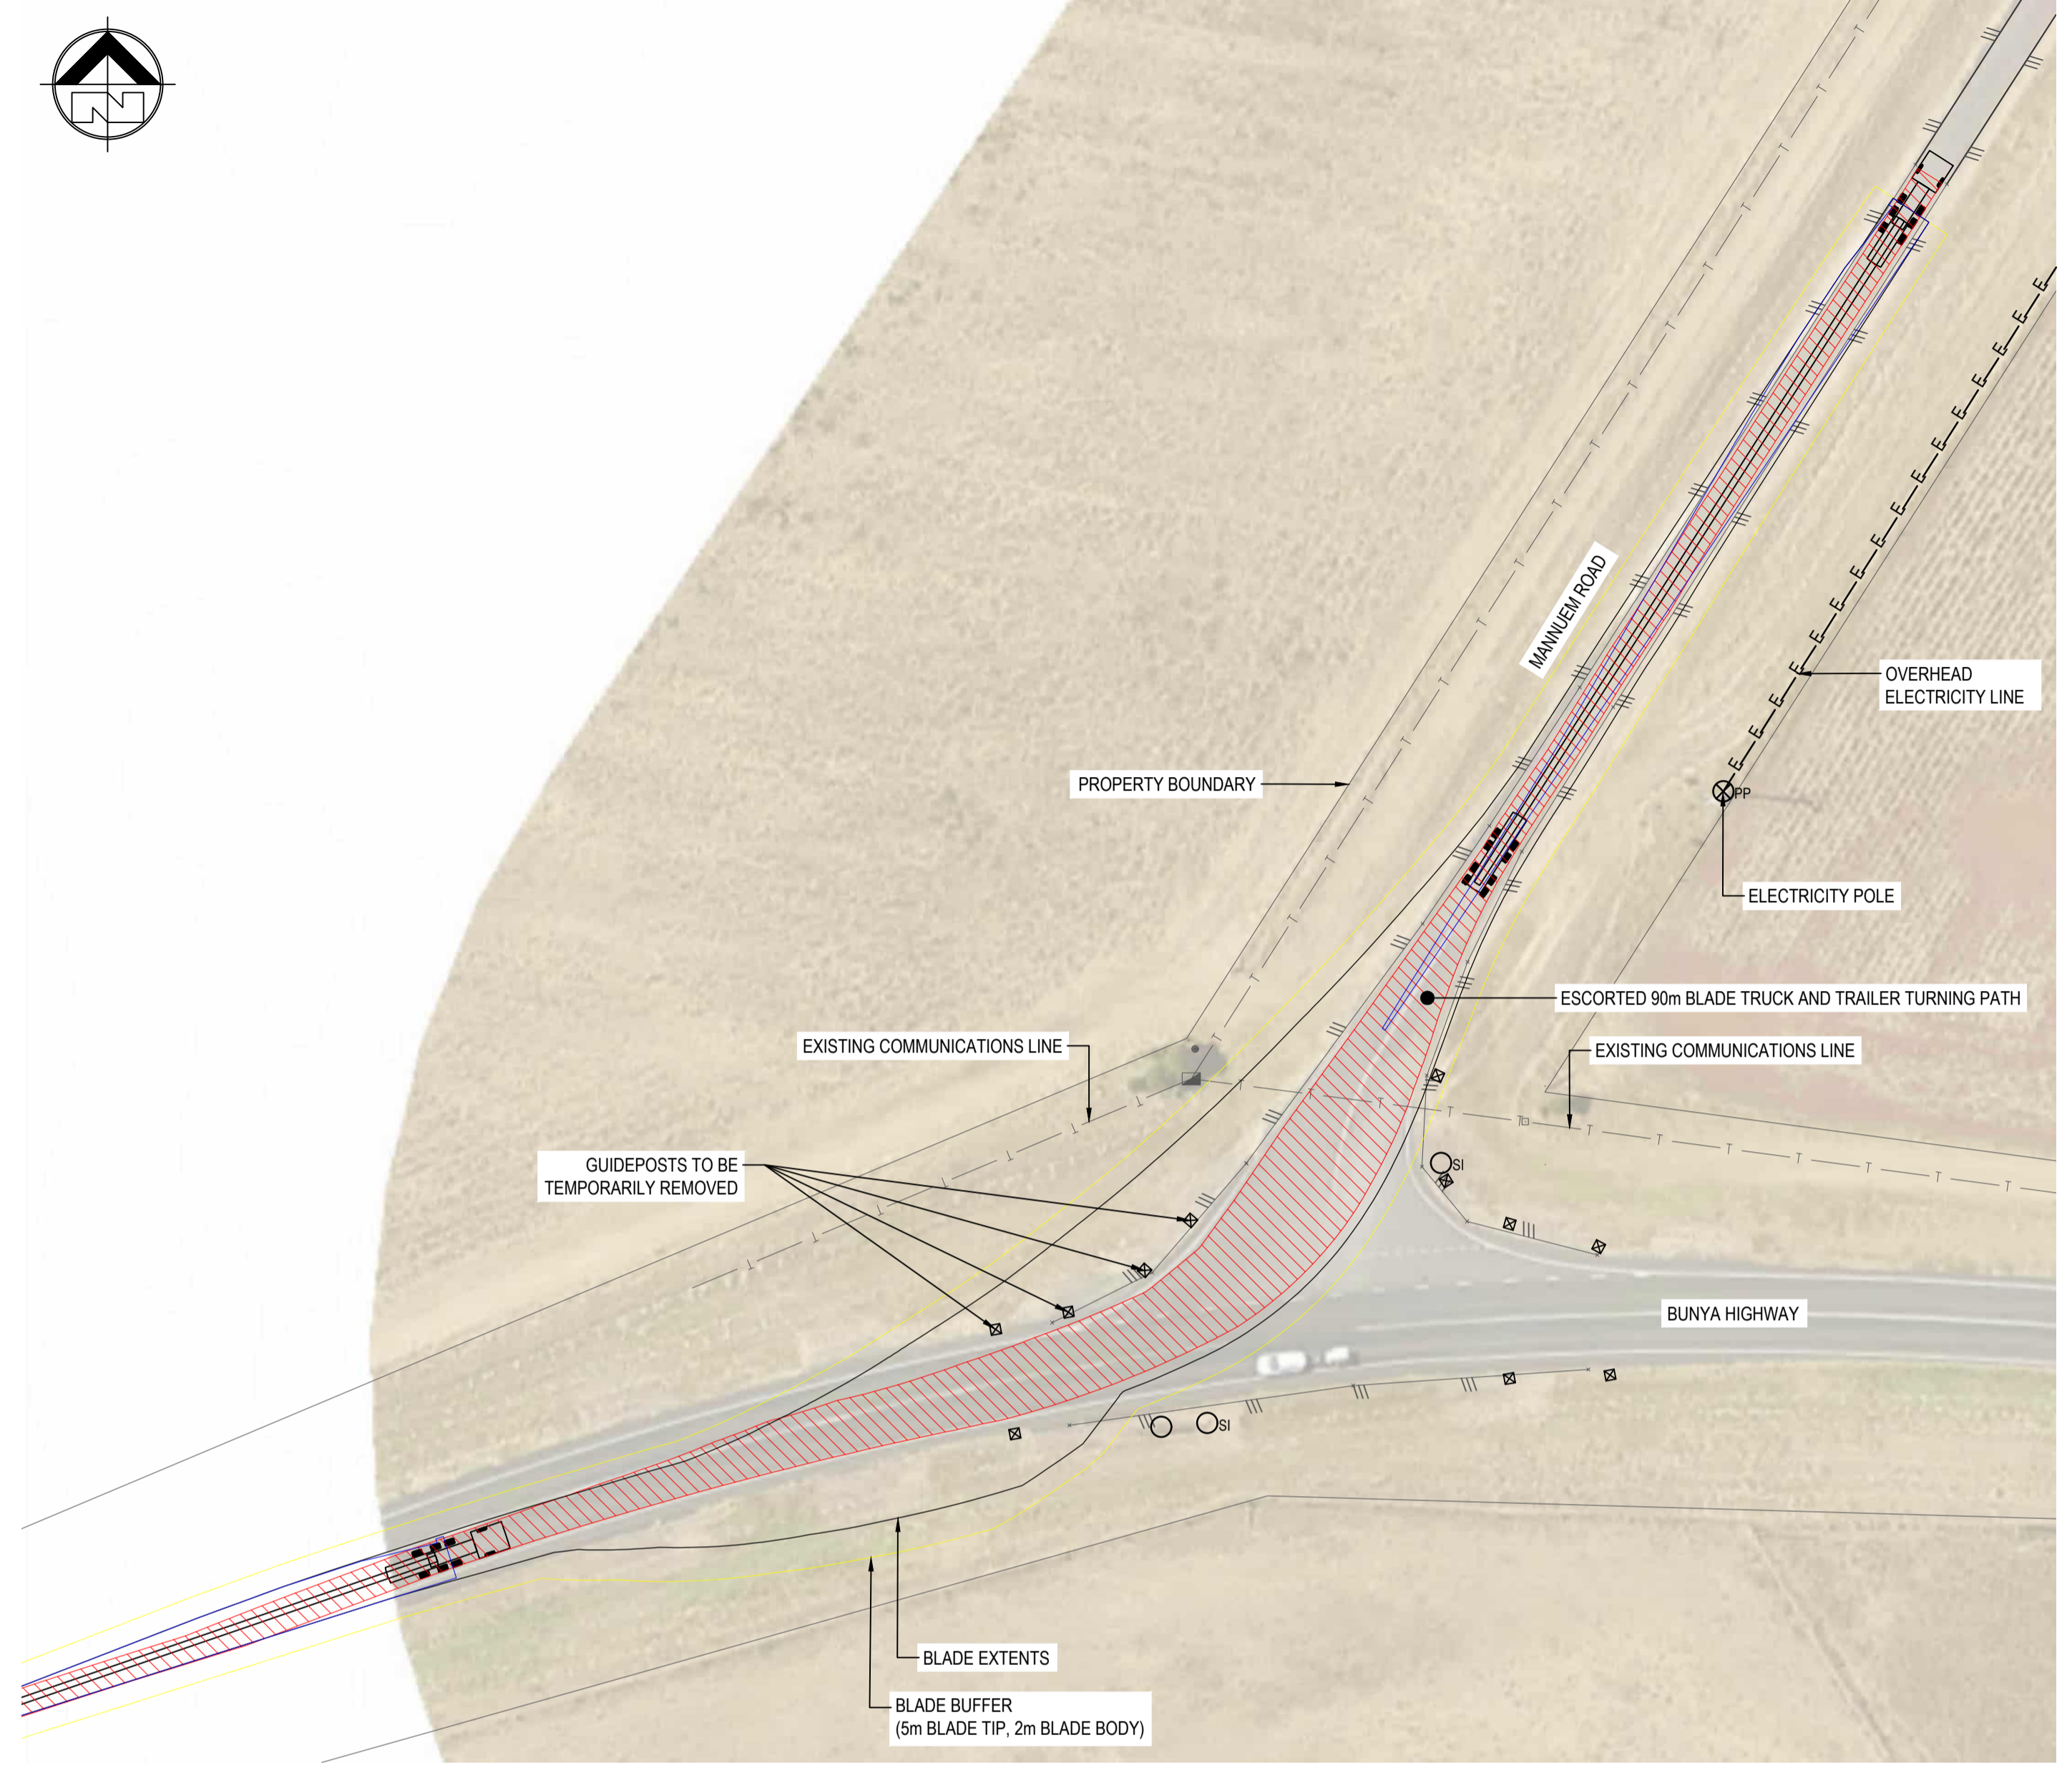 N
MANNUEM ROAD
OVERHEAD
ELECTRICITY LINE
PROPERTY BOUNDARY
PP
ELECTRICITY POLE
ESCORTED 90m BLADE TRUCK AND TRAILER TURNING PATH
EXISTING COMMUNICATIONS LINE
EXISTING COMMUNICATIONS LINE
GUIDEPOSTS TO BE
TEMPORARILY REMOVED
SI
BUNYA HIGHWAY
SI
BLADE EXTENTS
BLADE BUFFER
(5m BLADE TIP, 2m BLADE BODY)